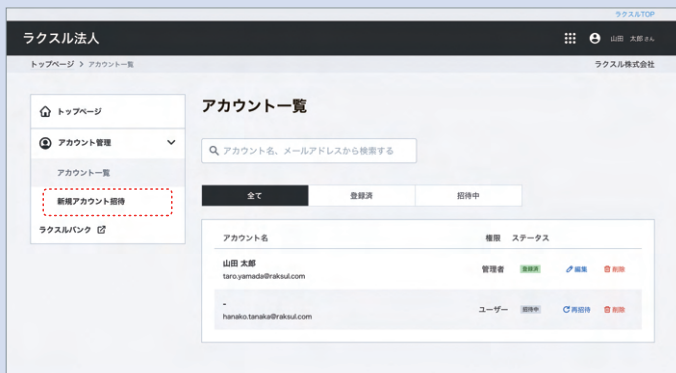 ラクスルTOP
ラクスル法人
山田 太郎さん
トップページ > アカウント一覧
ラクスル株式会社
トップページ
アカウント管理
アカウント一覧
新規アカウント招待
ラクスルバンク
アカウント一覧
アカウント名、メールアドレスから検索する
全て 登録済 招待中
アカウント名 権限 ステータス
山田 太郎
taro.yamada@raksul.com
管理者 登録済 編集 削除
-
hanako.tanaka@raksul.com
ユーザー 招待中 再招待 削除